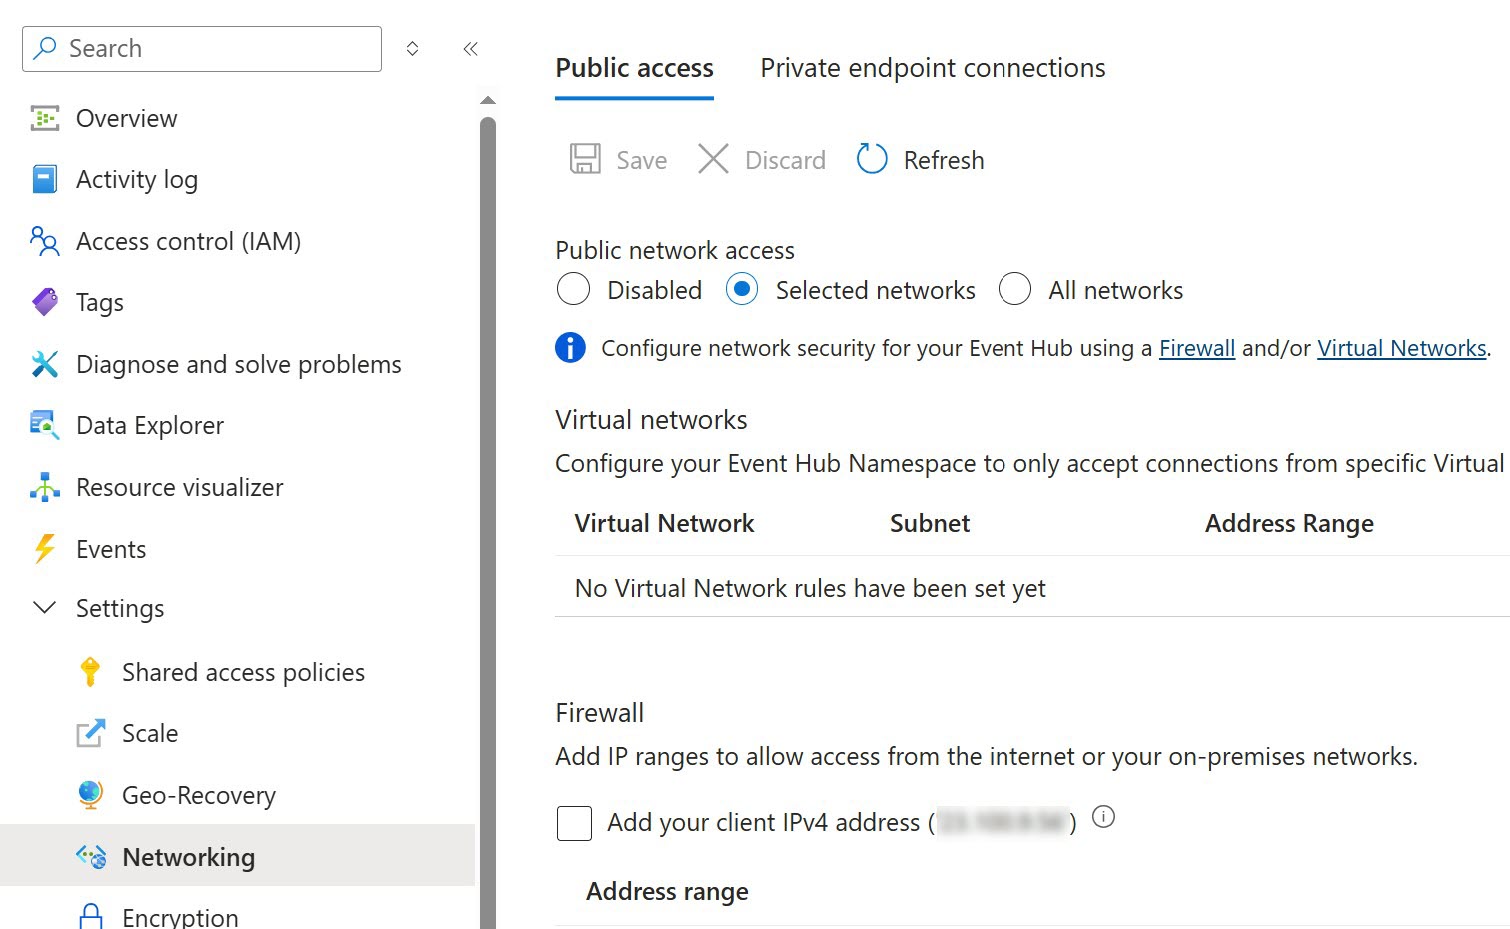 Search
Overview
Activity log
Access control (IAM)
Tags
Diagnose and solve problems
Data Explorer
Resource visualizer
Events
Settings
Shared access policies
Scale
Geo-Recovery
Networking
Encryption
Public access Private endpoint connections
Save Discard Refresh
Public network access
Disabled Selected networks All networks
Configure network security for your Event Hub using a Firewall and/or Virtual Networks.
Virtual networks
Configure your Event Hub Namespace to only accept connections from specific Virtual
Virtual Network Subnet Address Range
No Virtual Network rules have been set yet
Firewall
Add IP ranges to allow access from the internet or your on-premises networks.
Add your client IPv4 address ( )
Address range